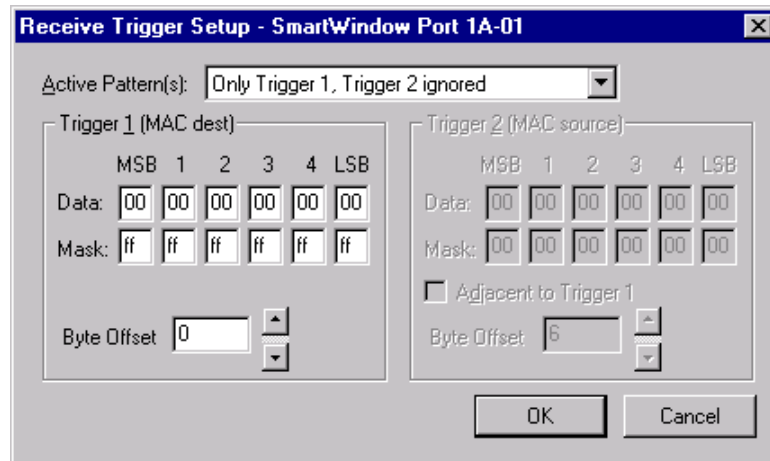 Receive Trigger Setup - SmartWindow Port 1A-01
Active Pattern(s): Only Trigger 1, Trigger 2 ignored
Trigger 1 (MAC dest)
MSB 1 2 3 4 LSB
Data: 00 00 00 00 00 00
Mask: ff ff ff ff ff ff
Byte Offset 0
Trigger 2 (MAC source)
MSB 1 2 3 4 LSB
Data: 00 00 00 00 00 00
Mask: 00 00 00 00 00 00
Adjacent to Trigger 1
Byte Offset 6
OK Cancel